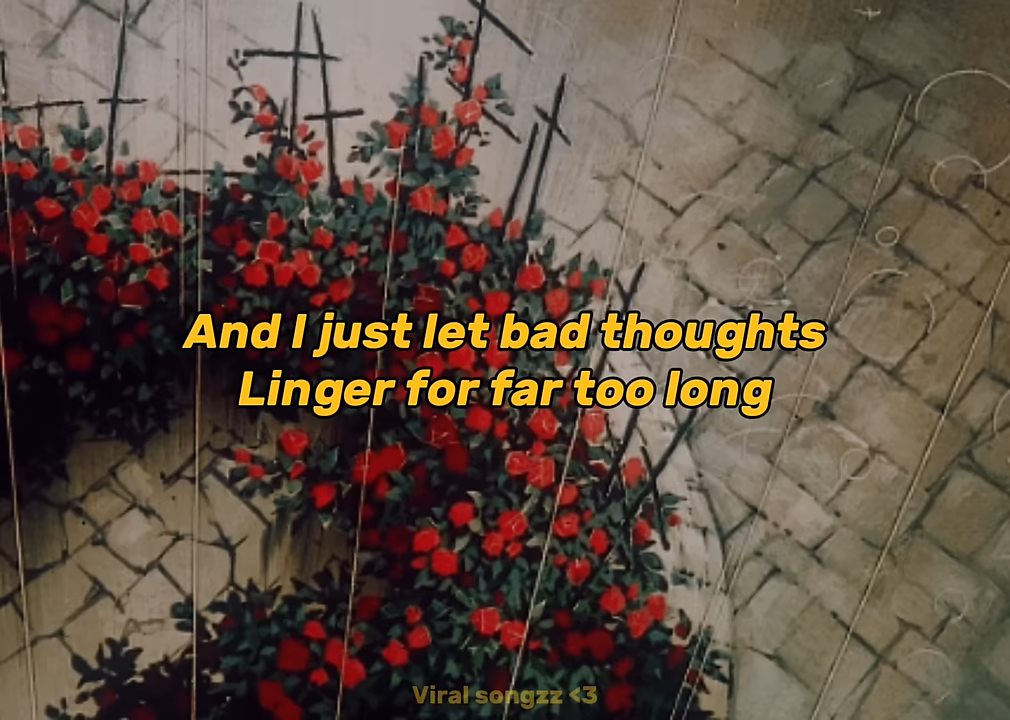 And I just let bad thoughts
Linger for far too long
Viral songzz <3